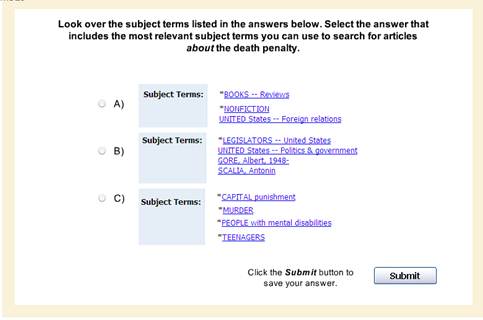 Look over the subject terms listed in the answers below. Select the answer that
includes the most relevant subject terms you can use to search for articles
about the death penalty.
A)
Subject Terms:
*BOOKS -- Reviews
*NONFICTION
UNITED States -- Foreign relations
B)
Subject Terms:
*LEGISLATORS -- United States
UNITED States -- Politics & government
GORE, Albert, 1948-
SCALIA, Antonin
C)
Subject Terms:
*CAPITAL punishment
*MURDER
*PEOPLE with mental disabilities
*TEENAGERS
Click the Submit button to
save your answer.
Submit